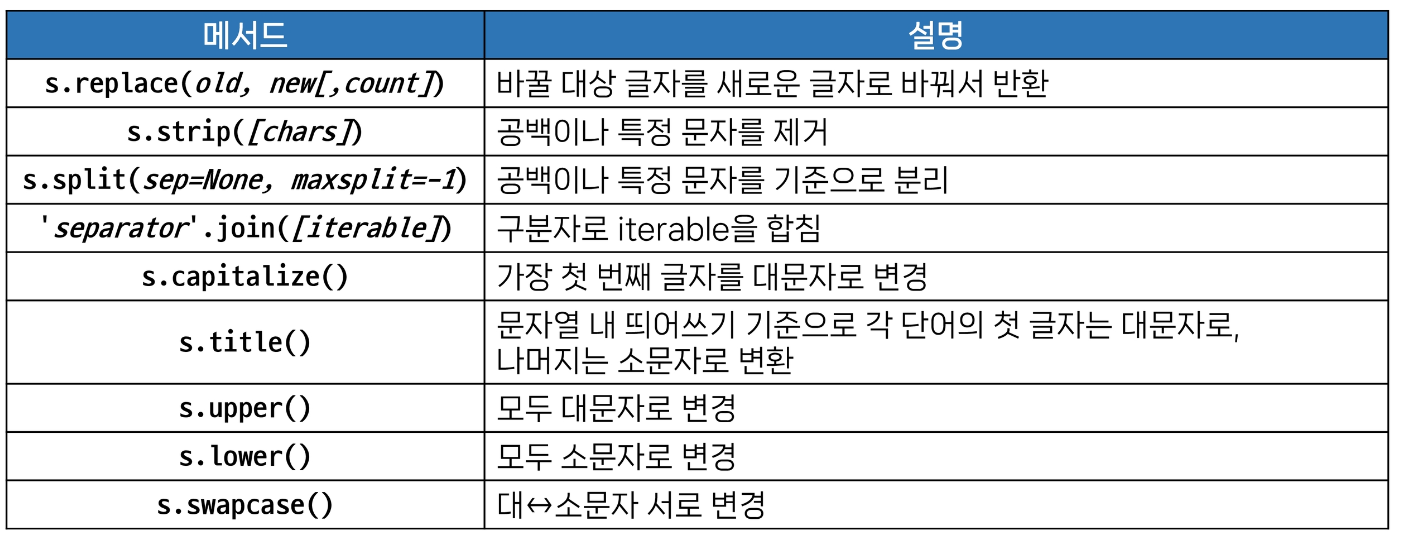 메서드 설명
s.replace(old, new[,count]) 바꿀 대상 글자를 새로운 글자로 바꿔서 반환
s.strip([chars]) 공백이나 특정 문자를 제거
s.split(sep=None, maxsplit=-1) 공백이나 특정 문자를 기준으로 분리
'separator'.join([iterable]) 구분자로 iterable을 합침
s.capitalize() 가장 첫 번째 글자를 대문자로 변경
s.title() 문자열 내 띄어쓰기 기준으로 각 단어의 첫 글자는 대문자로,
나머지는 소문자로 변환
s.upper() 모두 대문자로 변경
s.lower() 모두 소문자로 변경
s.swapcase() 대↔소문자 서로 변경